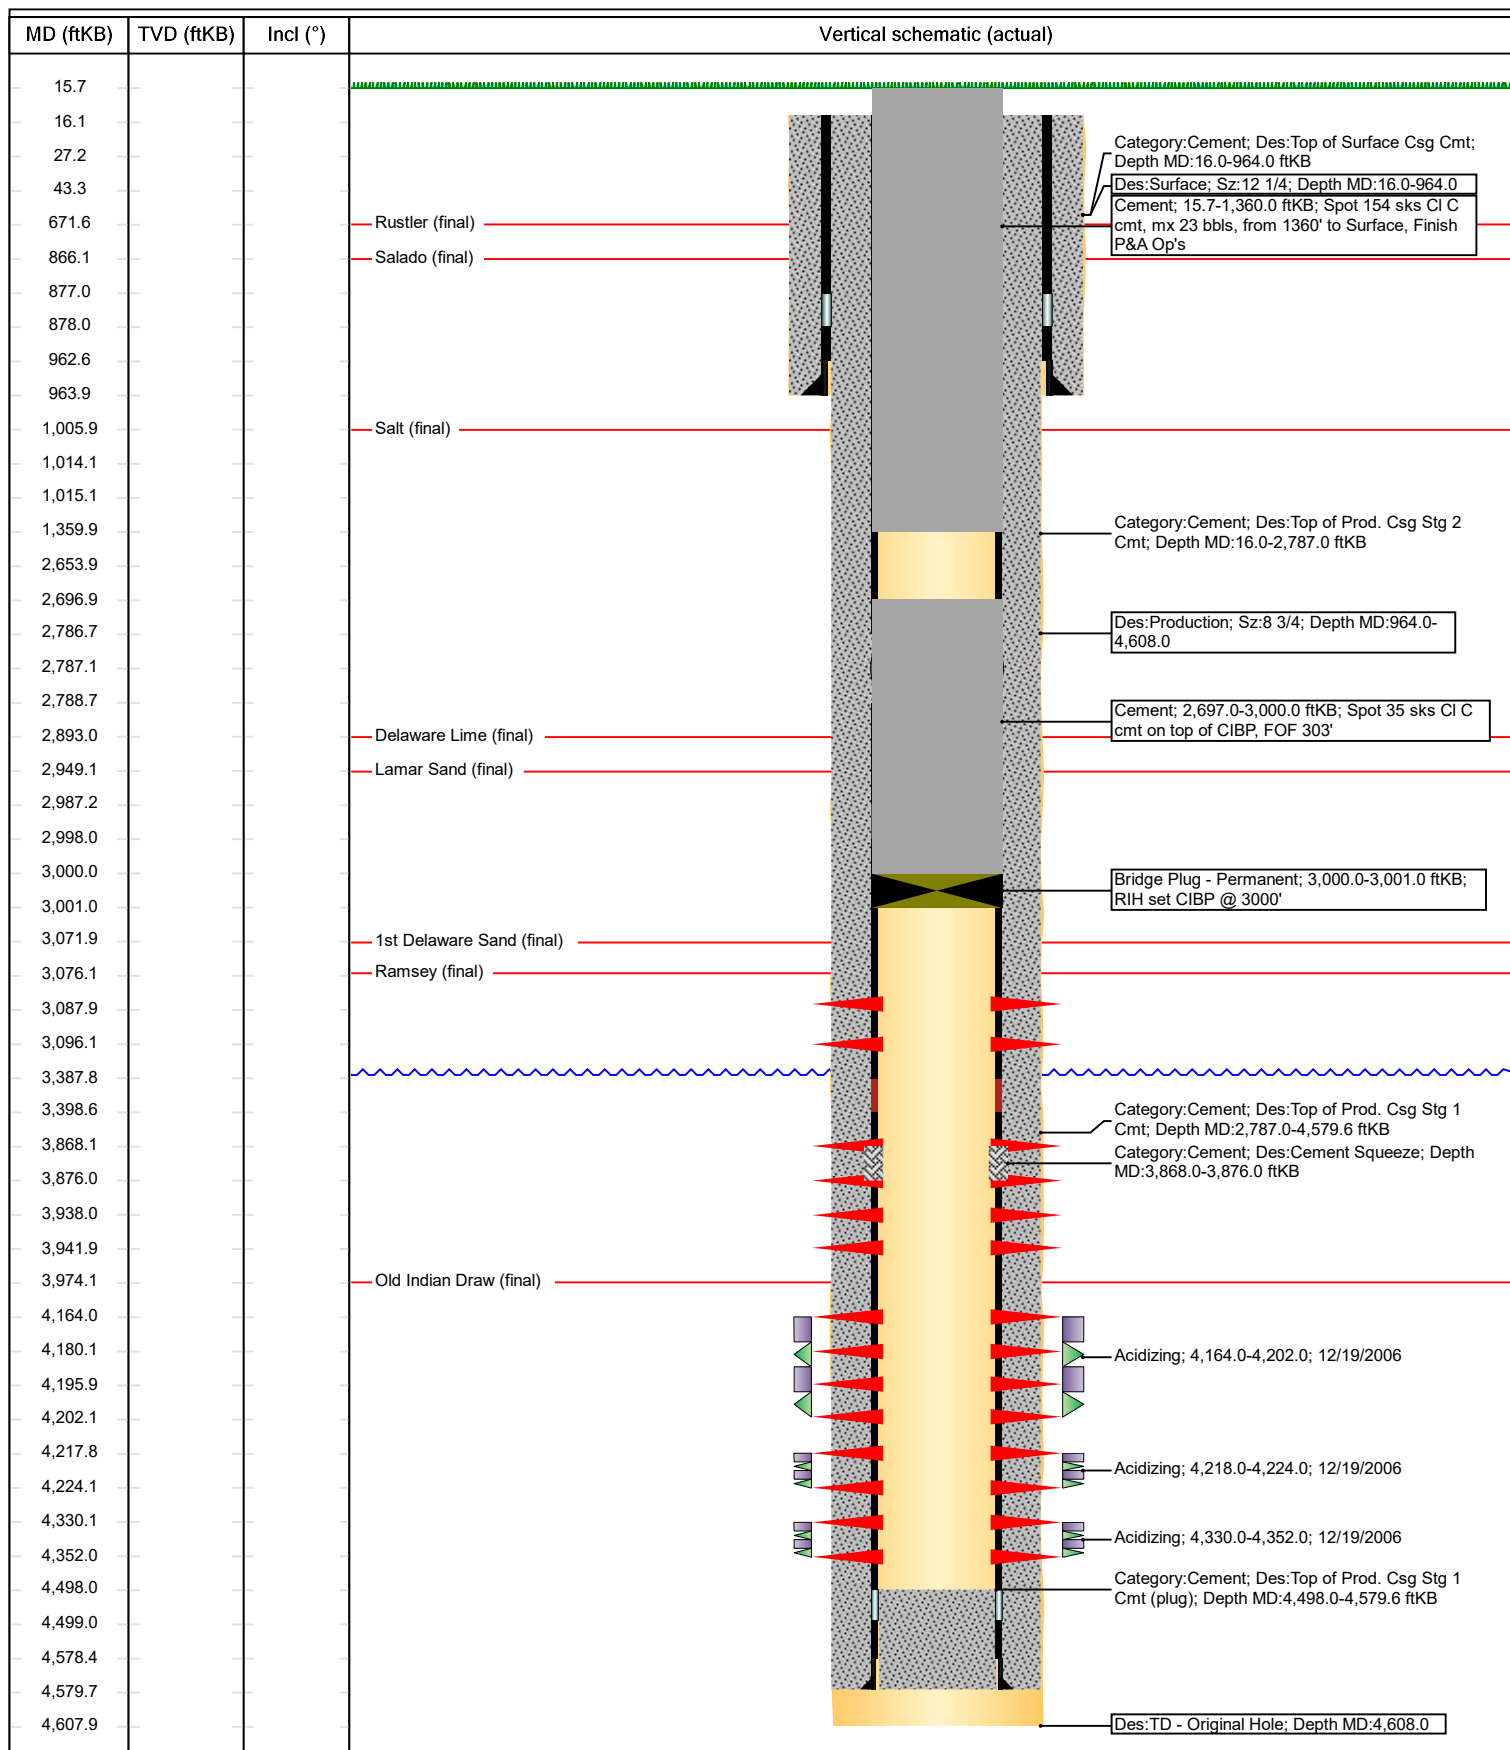 MD (ftKB) TVD (ftKB) Incl (°) Vertical schematic (actual)
15.7
16.1
Category:Cement; Des:Top of Surface Csg Cmt;
Depth MD:16.0-964.0 ftKB
27.2
Des:Surface; Sz:12 1/4; Depth MD:16.0-964.0
43.3
Cement; 15.7-1,360.0 ftKB; Spot 154 sks Cl C
cmt, mx 23 bbls, from 1360' to Surface, Finish
P&A Op's
671.6
Rustler (final)
866.1
Salado (final)
877.0
878.0
962.6
963.9
1,005.9
Salt (final)
1,014.1
1,015.1
1,359.9
Category:Cement; Des:Top of Prod. Csg Stg 2
Cmt; Depth MD:16.0-2,787.0 ftKB
2,653.9
2,696.9
2,786.7
Des:Production; Sz:8 3/4; Depth MD:964.0-
4,608.0
2,787.1
2,788.7
Cement; 2,697.0-3,000.0 ftKB; Spot 35 sks Cl C
cmt on top of CIBP, FOF 303'
2,893.0
Delaware Lime (final)
2,949.1
Lamar Sand (final)
2,987.2
2,998.0
3,000.0
Bridge Plug - Permanent; 3,000.0-3,001.0 ftKB;
RIH set CIBP @ 3000'
3,001.0
3,071.9
1st Delaware Sand (final)
3,076.1
Ramsey (final)
3,087.9
3,096.1
3,387.8
3,398.6
Category:Cement; Des:Top of Prod. Csg Stg 1
Cmt; Depth MD:2,787.0-4,579.6 ftKB
3,868.1
Category:Cement; Des:Cement Squeeze; Depth
MD:3,868.0-3,876.0 ftKB
3,876.0
3,938.0
3,941.9
3,974.1
Old Indian Draw (final)
4,164.0
4,180.1
Acidizing; 4,164.0-4,202.0; 12/19/2006
4,195.9
4,202.1
4,217.8
Acidizing; 4,218.0-4,224.0; 12/19/2006
4,224.1
4,330.1
Acidizing; 4,330.0-4,352.0; 12/19/2006
4,352.0
4,498.0
Category:Cement; Des:Top of Prod. Csg Stg 1
Cmt (plug); Depth MD:4,498.0-4,579.6 ftKB
4,499.0
4,578.4
4,579.7
4,607.9
Des:TD - Original Hole; Depth MD:4,608.0